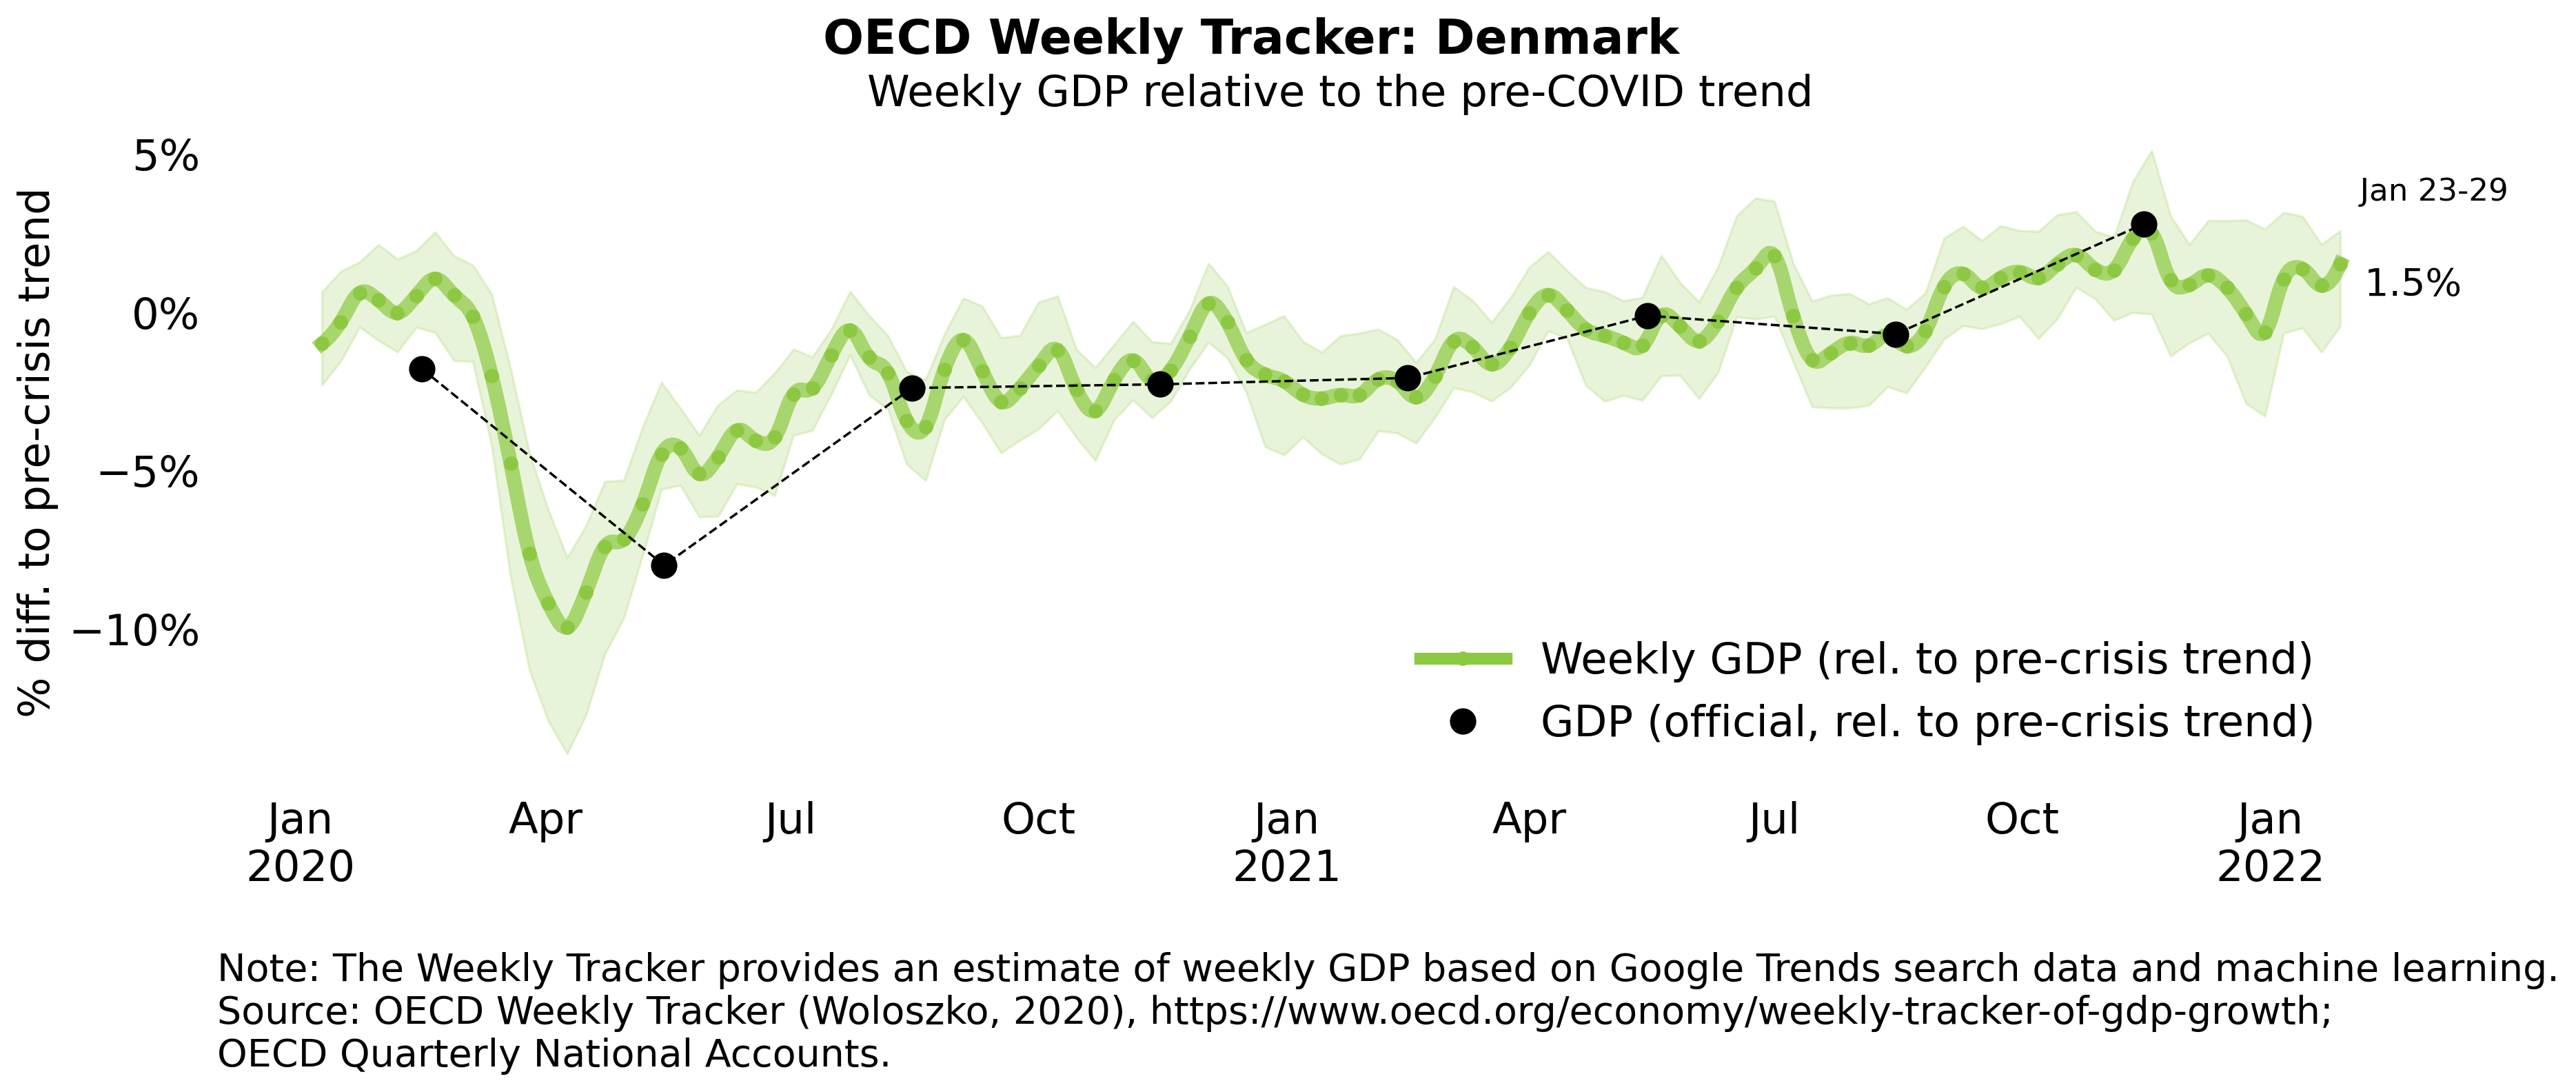 OECD Weekly Tracker: Denmark
Weekly GDP relative to the pre-COVID trend
% diff. to pre-crisis trend
5%
0%
−5%
−10%
Jan 23-29
1.5%
Weekly GDP (rel. to pre-crisis trend)
GDP (official, rel. to pre-crisis trend)
Jan Apr Jul Oct Jan Apr Jul Oct Jan
2020 2021 2022
Note: The Weekly Tracker provides an estimate of weekly GDP based on Google Trends search data and machine learning.
Source: OECD Weekly Tracker (Woloszko, 2020), https://www.oecd.org/economy/weekly-tracker-of-gdp-growth;
OECD Quarterly National Accounts.